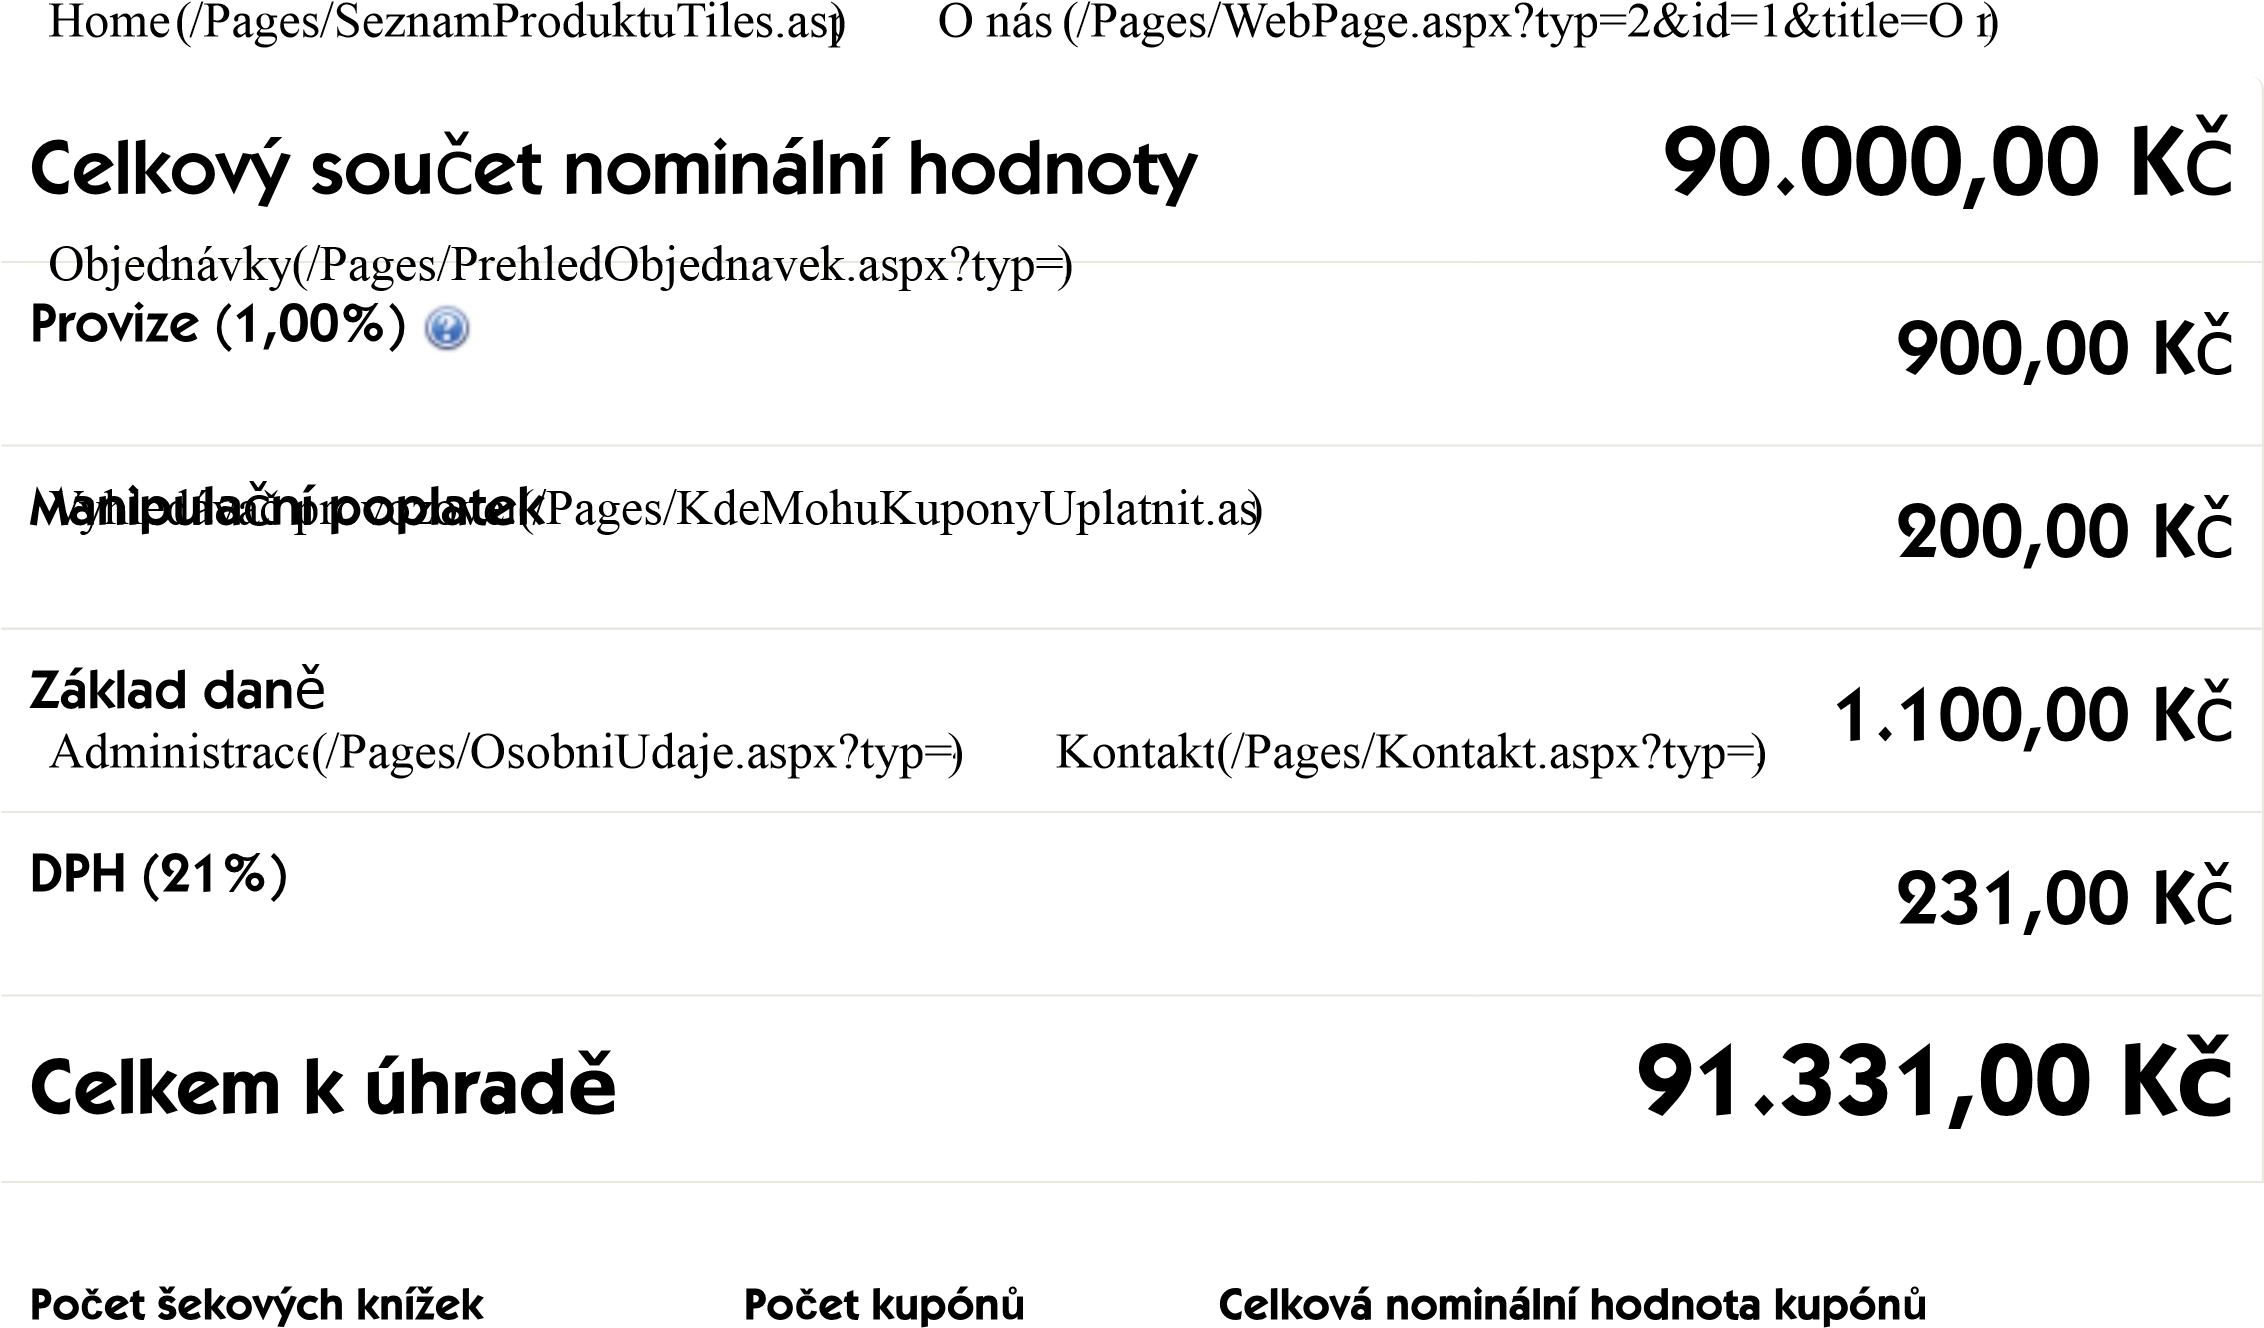 Home (/Pages/SeznamProduktuTiles.asp) O nás (/Pages/WebPage.aspx?typ=2&id=1&title=O n)
Celkový součet nominální hodnoty 90.000,00 Kč
Objednávky (/Pages/PrehledObjednavek.aspx?typ=)
Provize (1,00%) 900,00 Kč
Manipulační poplatek 200,00 Kč
(/Pages/KdeMohuKuponyUplatnit.as)
Základ daně 1.100,00 Kč
Administrace (/Pages/OsobniUdaje.aspx?typ=) Kontakt (/Pages/Kontakt.aspx?typ=)
DPH (21%) 231,00 Kč
Celkem k úhradě 91.331,00 Kč
Počet šekových knížek Počet kupónů Celková nominální hodnota kupónů